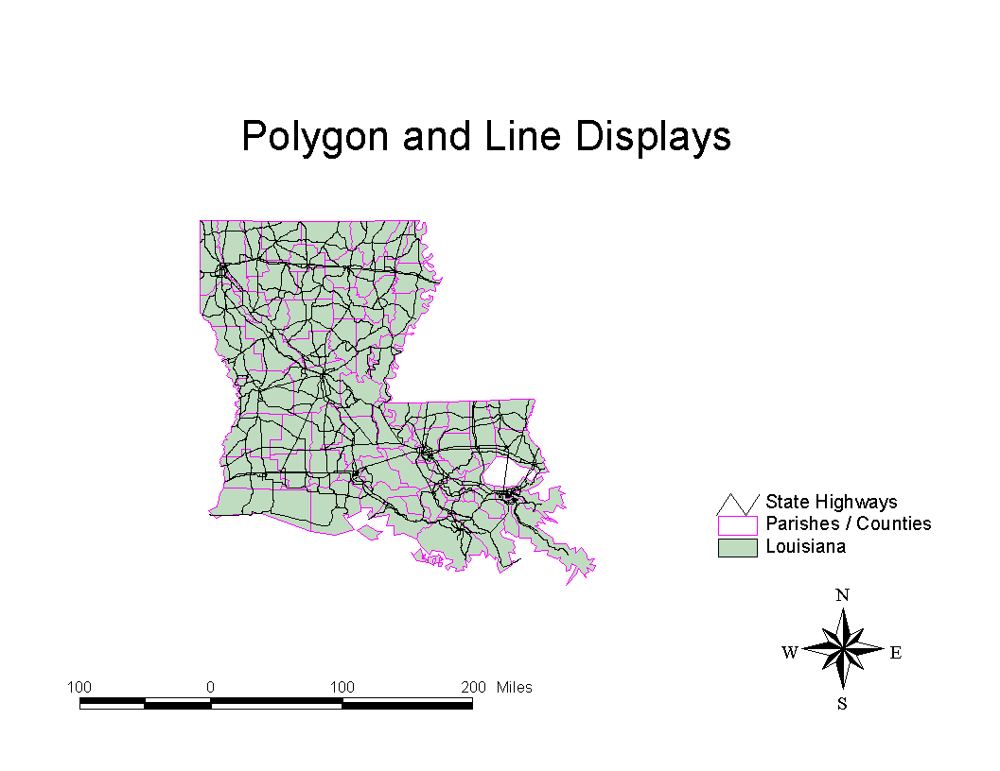 Polygon and Line Displays
State Highways
Parishes / Counties
Louisiana
N
W E
S
100 0 100 200 Miles